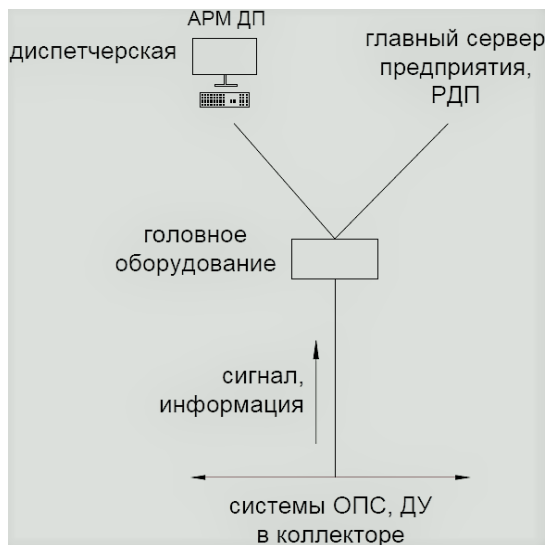 АРМ ДП
диспетчерская
главный сервер
предприятия,
РДП
головное
оборудование
сигнал,
информация
системы ОПС, ДУ
в коллекторе